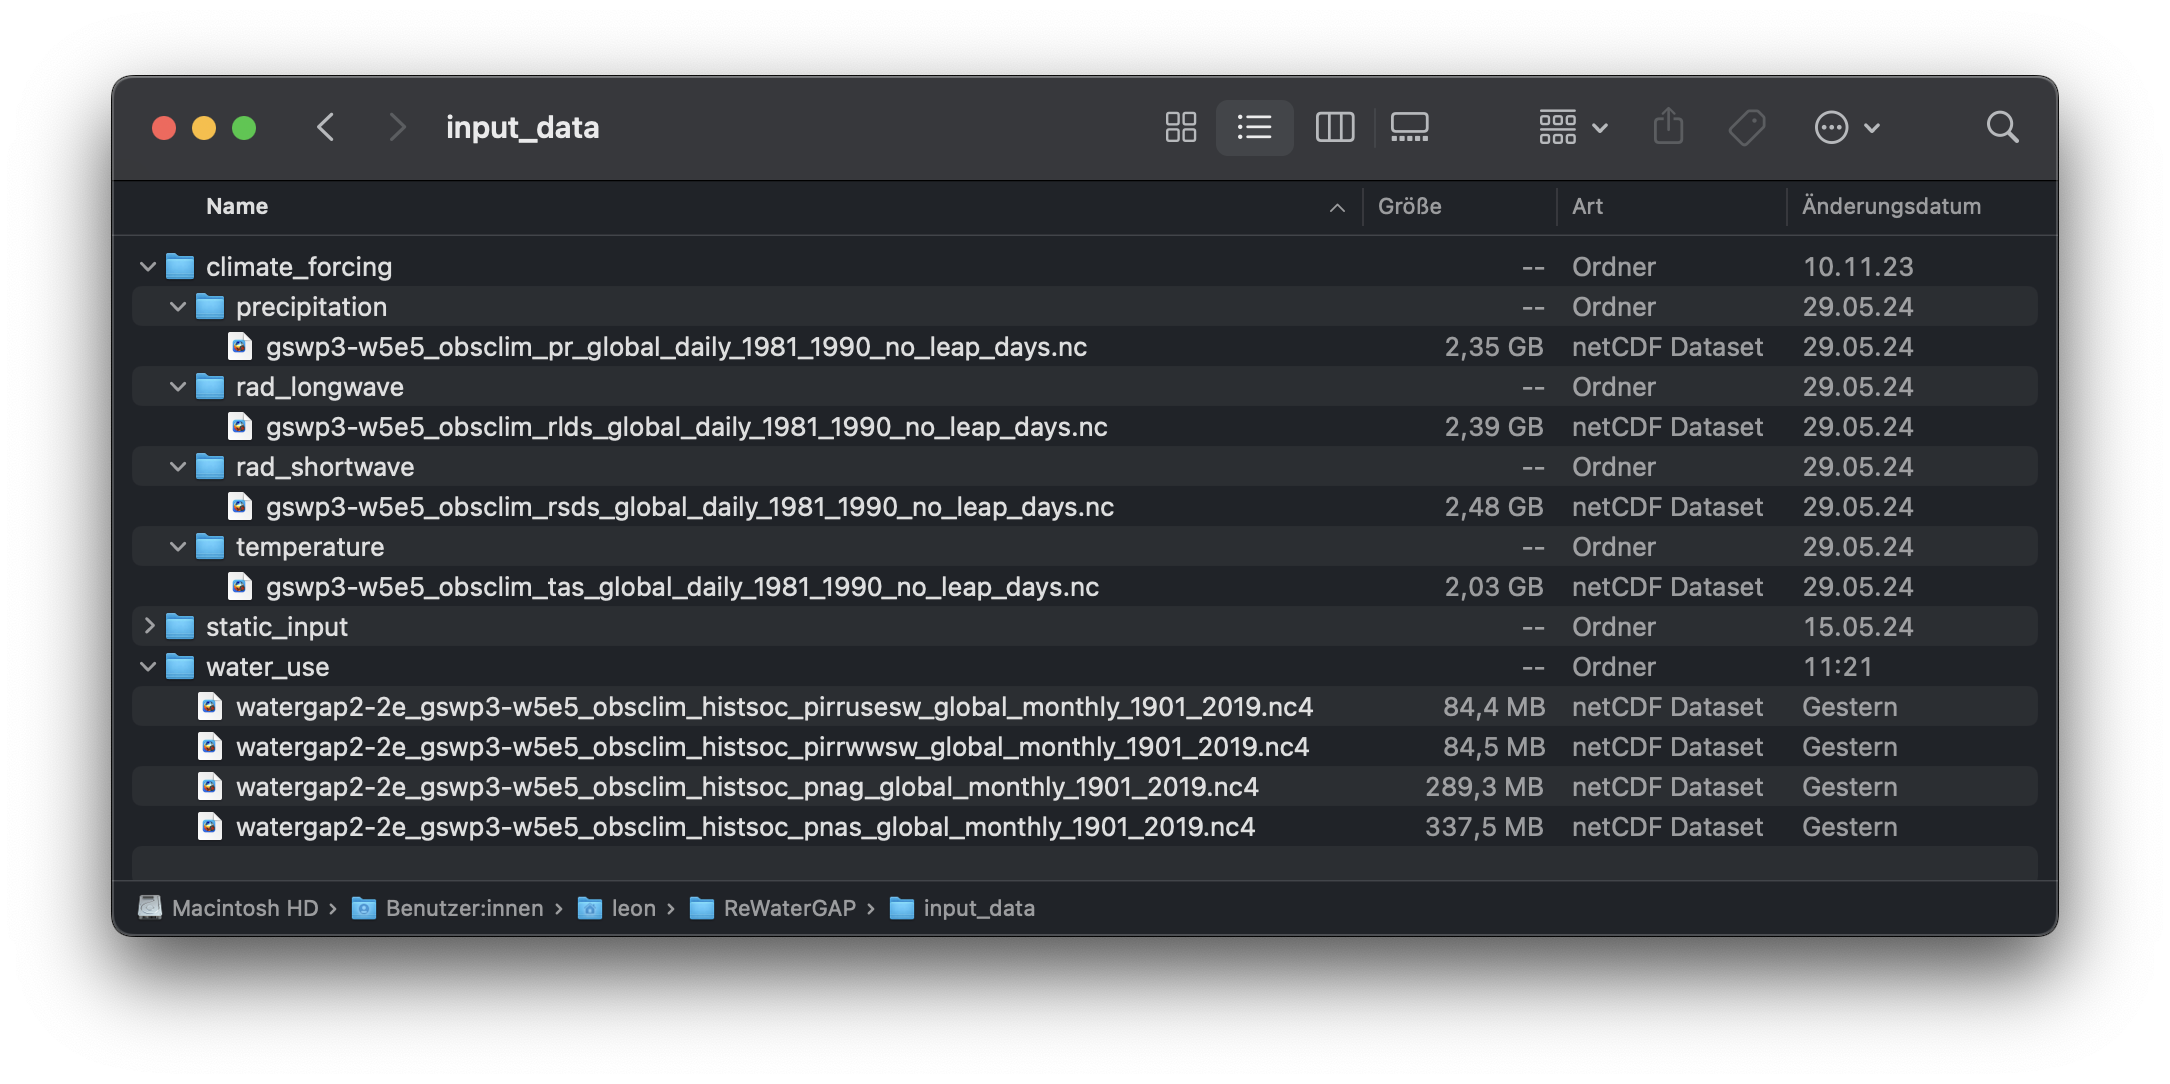 input_data
Name Größe Art Änderungsdatum
climate_forcing -- Ordner 10.11.23
precipitation -- Ordner 29.05.24
gswp3-w5e5_obsclim_pr_global_daily_1981_1990_no_leap_days.nc 2,35 GB netCDF Dataset 29.05.24
rad_longwave -- Ordner 29.05.24
gswp3-w5e5_obsclim_rlds_global_daily_1981_1990_no_leap_days.nc 2,39 GB netCDF Dataset 29.05.24
rad_shortwave -- Ordner 29.05.24
gswp3-w5e5_obsclim_rsds_global_daily_1981_1990_no_leap_days.nc 2,48 GB netCDF Dataset 29.05.24
temperature -- Ordner 29.05.24
gswp3-w5e5_obsclim_tas_global_daily_1981_1990_no_leap_days.nc 2,03 GB netCDF Dataset 29.05.24
static_input -- Ordner 15.05.24
water_use -- Ordner 11:21
watergap2-2e_gswp3-w5e5_obsclim_histsoc_pirrusesw_global_monthly_1901_2019.nc4 84,4 MB netCDF Dataset Gestern
watergap2-2e_gswp3-w5e5_obsclim_histsoc_pirrwwsw_global_monthly_1901_2019.nc4 84,5 MB netCDF Dataset Gestern
watergap2-2e_gswp3-w5e5_obsclim_histsoc_pnag_global_monthly_1901_2019.nc4 289,3 MB netCDF Dataset Gestern
watergap2-2e_gswp3-w5e5_obsclim_histsoc_pnas_global_monthly_1901_2019.nc4 337,5 MB netCDF Dataset Gestern
Macintosh HD › Benutzer:innen › leon › ReWaterGAP › input_data